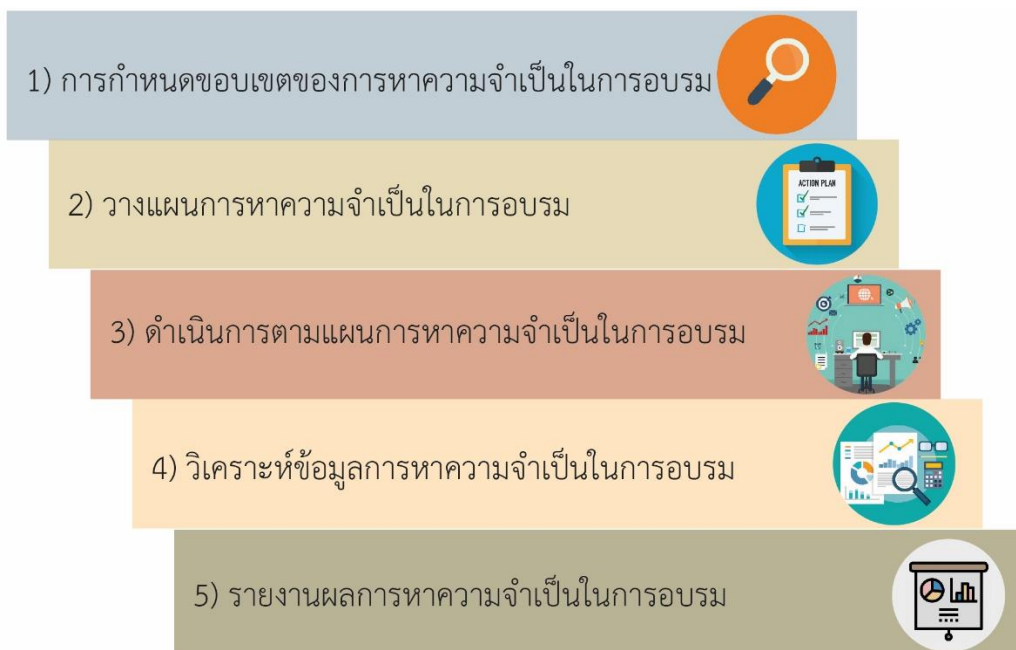 1) การกำหนดขอบเขตของการหาความจำเป็นในการอบรม
2) วางแผนการหาความจำเป็นในการอบรม
ACTION PLAN
3) ดำเนินการตามแผนการหาความจำเป็นในการอบรม
4) วิเคราะห์ข้อมูลการหาความจำเป็นในการอบรม
5) รายงานผลการหาความจำเป็นในการอบรม